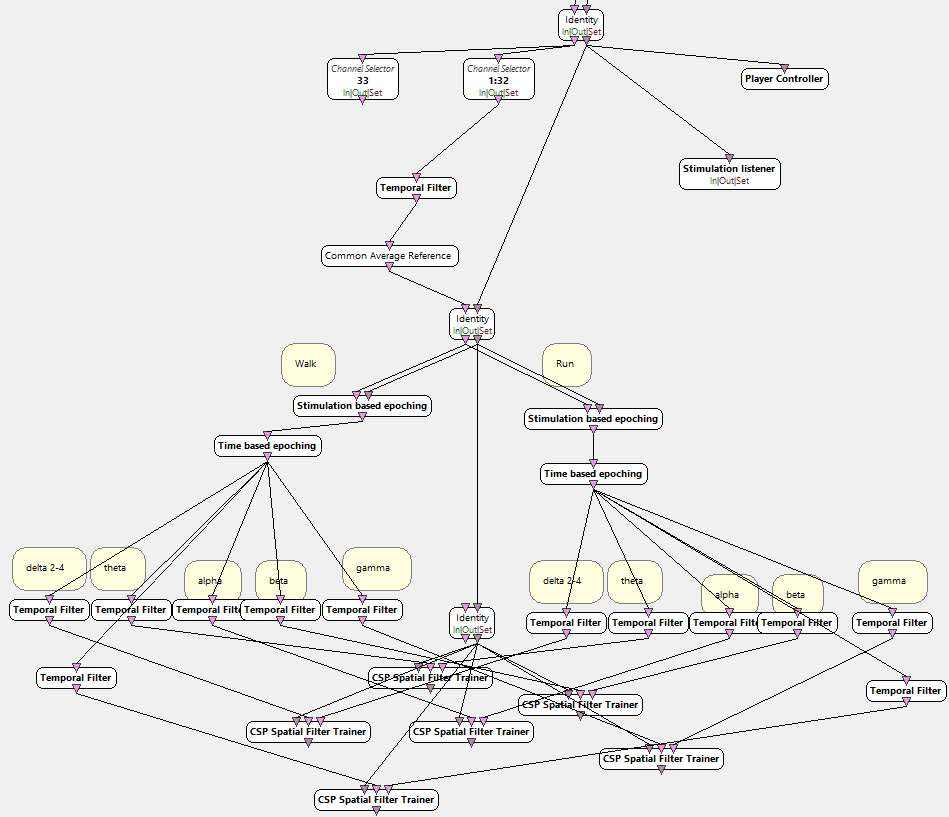 Identity
In|Out|Set
Channel Selector
33
In|Out|Set
Channel Selector
1:32
In|Out|Set
Player Controller
Stimulation listener
In|Out|Set
Temporal Filter
Common Average Reference
Identity
In|Out|Set
Walk
Run
Stimulation based epoching
Stimulation based epoching
Time based epoching
Time based epoching
delta 2-4
theta
alpha
beta
gamma
delta 2-4
theta
alpha
beta
gamma
Temporal Filter
Temporal Filter
Temporal Filt
Temporal Filter
Temporal Filter
Identity
In|Out|Set
Temporal Filter
Temporal Filter
Temporal Filt
Temporal Filter
Temporal Filter
Temporal Filter
CSP Spatial Filter Trainer
Temporal Filter
CSP Spatial Filter Trainer
CSP Spatial Filter Trainer
CSP Spatial Filter Trainer
CSP Spatial Filter Trainer
CSP Spatial Filter Trainer